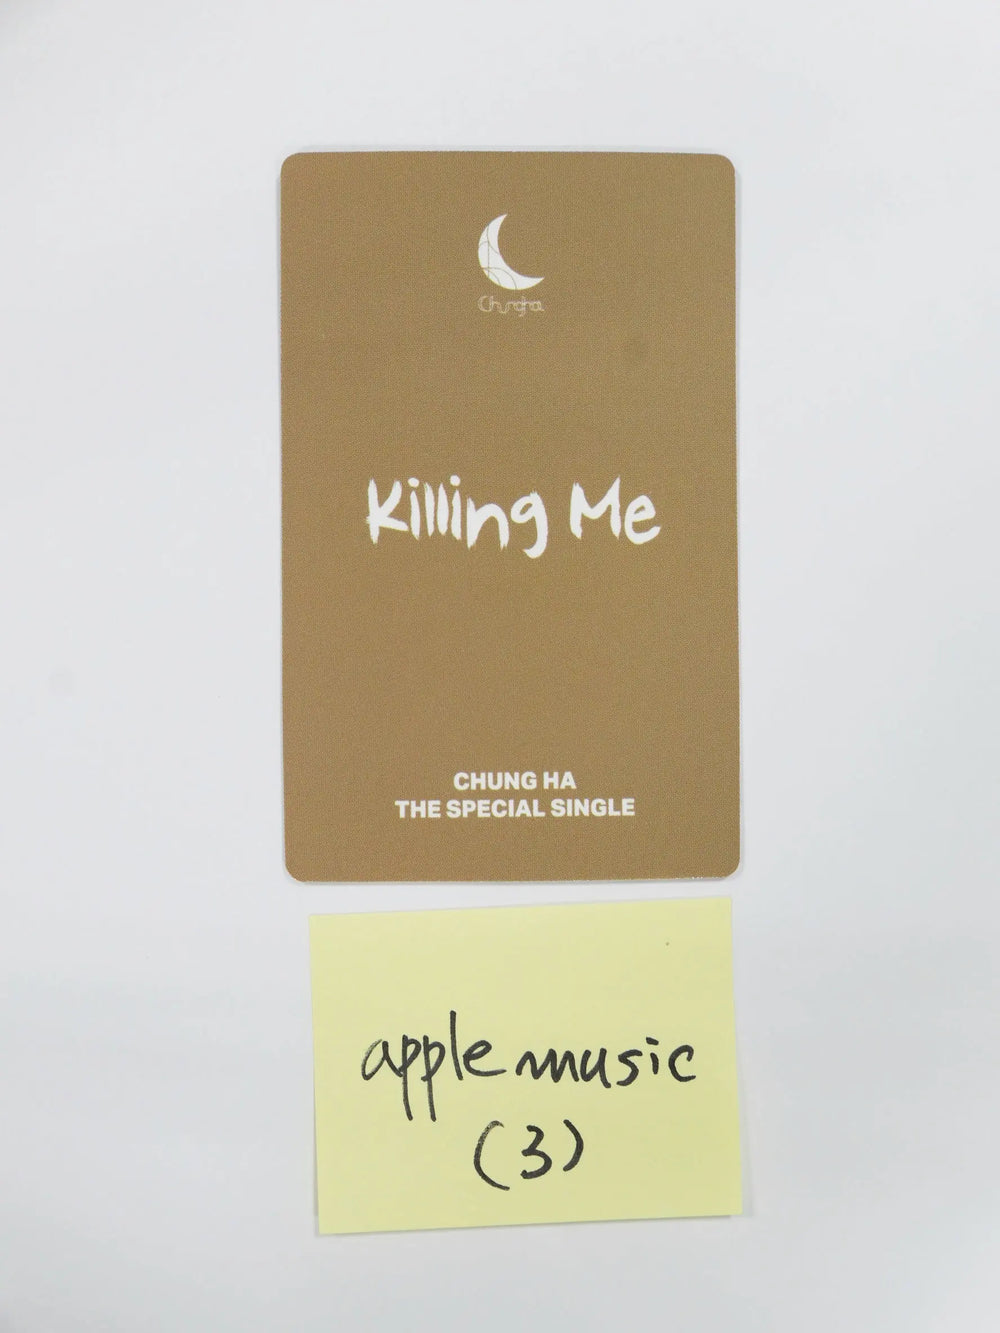 Chungha
Killing Me
CHUNG HA
THE SPECIAL SINGLE
apple music
(3)